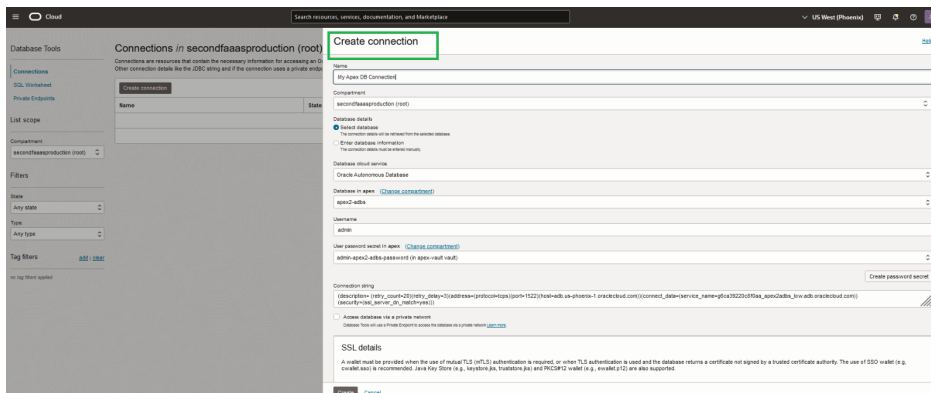 Cloud
Search resources, services, documentation, and Marketplace
US West (Phoenix)
Database Tools
Connections
SQL Worksheet
Private Endpoints
List scope
Compartment
secondfaaasproduction (root)
Filters
State
Any state
Type
Any type
Tag filters
add | clear
no tag filters applied
Connections in secondfaaasproduction (root)
Connections are resources that contain the necessary information for accessing an O
Other connection details like the JDBC string and if the connection uses a private endpo
Create connection
Name
State
Create connection
Help
Name
My Apex DB Connection
Compartment
secondfaaasproduction (root)
Database details
Select database
The connection details will be retrieved from the selected database.
Enter database information
The connection details must be entered manually.
Database cloud service
Oracle Autonomous Database
Database in apex (Change compartment)
apex2-adbs
Username
admin
User password secret in apex (Change compartment)
admin-apex2-adbs-password (in apex-vault vault)
Create password secret
Connection string
(description= (retry_count=20)(retry_delay=3)(address=(protocol=tcps)(port=1522)(host=adb.us-phoenix-1.oraclecloud.com))(connect_data=(service_name=
(security=(ssl_server_dn_match=yes)))
Access database via a private network
Database Tools will use a Private Endpoint to access the database via a private network Learn more
SSL details
A wallet must be provided when the use of mutual TLS (mTLS) authentication is required, or when TLS authentication is used and the database returns a certificate not signed by a trusted certificate authority. The use of SSO wallet (e.g.,
cwallet.sso) is recommended. Java Key Store (e.g., keystore.jks, truststore.jks) and PKCS#12 wallet (e.g., ewallet.p12) are also supported.
Create
Cancel